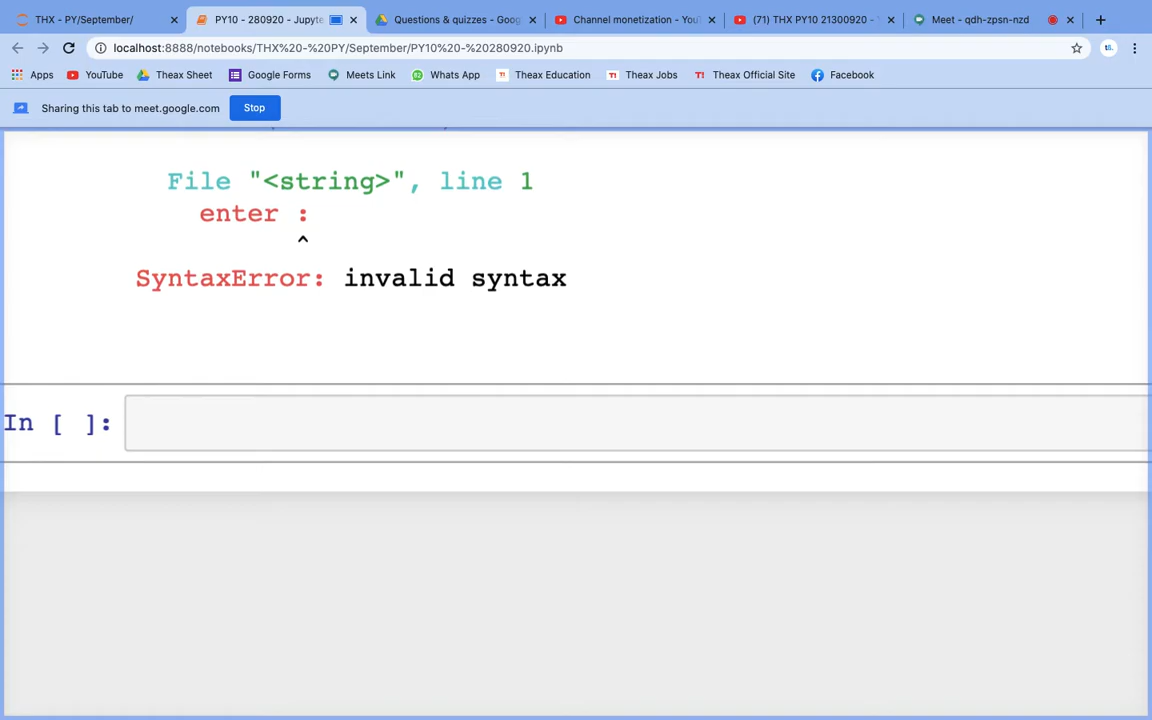 THX - PY/September/
PY10 - 280920 - Jupyte
Questions & quizzes - Goog
Channel monetization - You
(71) THX PY10 21300920 -
Meet - qdh-zpsn-nzd
localhost:8888/notebooks/THX%20-%20PY/September/PY10%20-%20280920.ipynb
Apps
YouTube
Theax Sheet
Google Forms
Meets Link
Whats App
Theax Education
Theax Jobs
Theax Official Site
Facebook
Sharing this tab to meet.google.com
Stop
File "<string>", line 1
enter :
^
SyntaxError: invalid syntax
In [ ]: